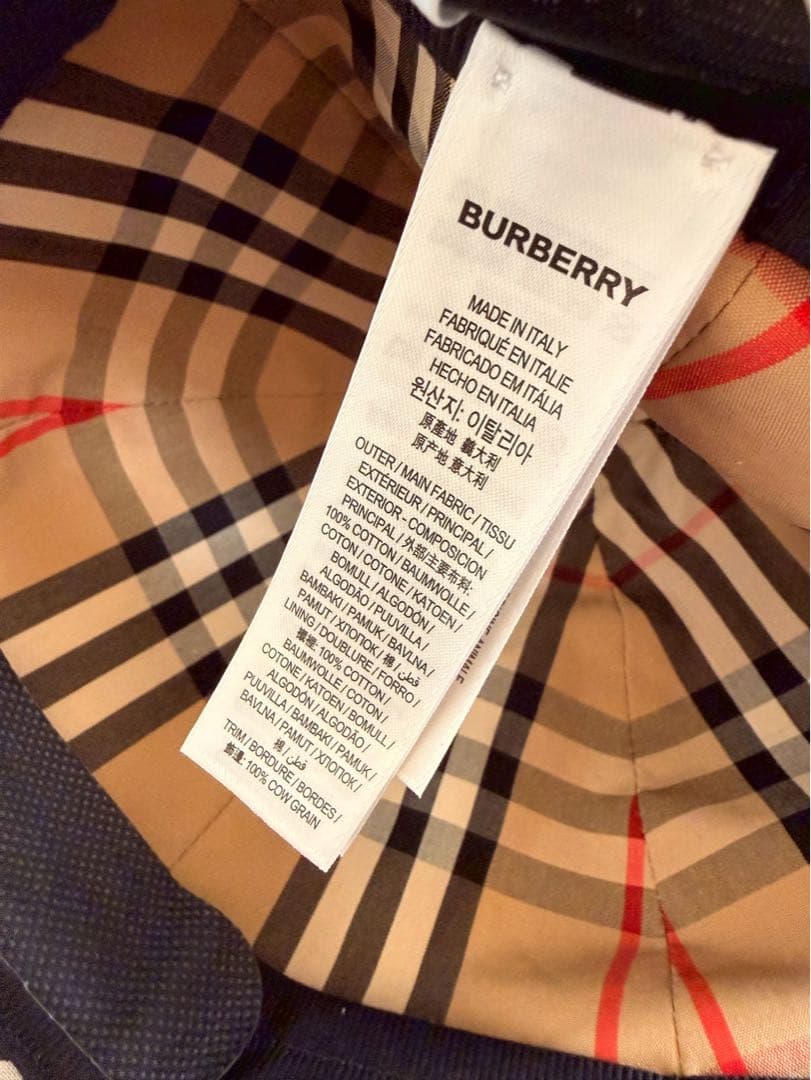 BURBERRY
MADE IN ITALY
FABRIQUÉ EN ITALIE
FABRICADO EM ITÁLIA
HECHO EN ITALIA
원산지: 이탈리아
原產地 義大利
原产地 意大利
OUTER / MAIN FABRIC / TISSU
EXTÉRIEUR / PRINCIPAL /
EXTERIOR - COMPOSICION
PRINCIPAL / 外部主要布料:
100% COTTON / BAUMWOLLE /
COTON / COTONE / KATOEN /
BOMULL / ALGODÓN /
ALGODÃO / PUUVILLA /
BAMBAKI / PAMUK / BAVLNA /
PAMUT / ХЛОПОК / 棉 / قطن /
LINING / DOUBLURE / FORRO /
裡: 100% COTTON /
BAUMWOLLE / COTON /
COTONE / KATOEN / BOMULL /
ALGODÓN / ALGODÃO /
PUUVILLA / BAMBAKI / PAMUK /
BAVLNA / PAMUT / ХЛОПОК /
棉 / قطن /
TRIM / BORDURE / BORDES /
飾邊: 100% COW GRAIN